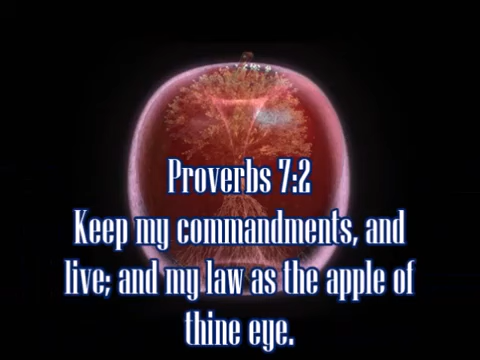 Proverbs 7:2
Keep my commandments, and
live; and my law as the apple of
thine eye.